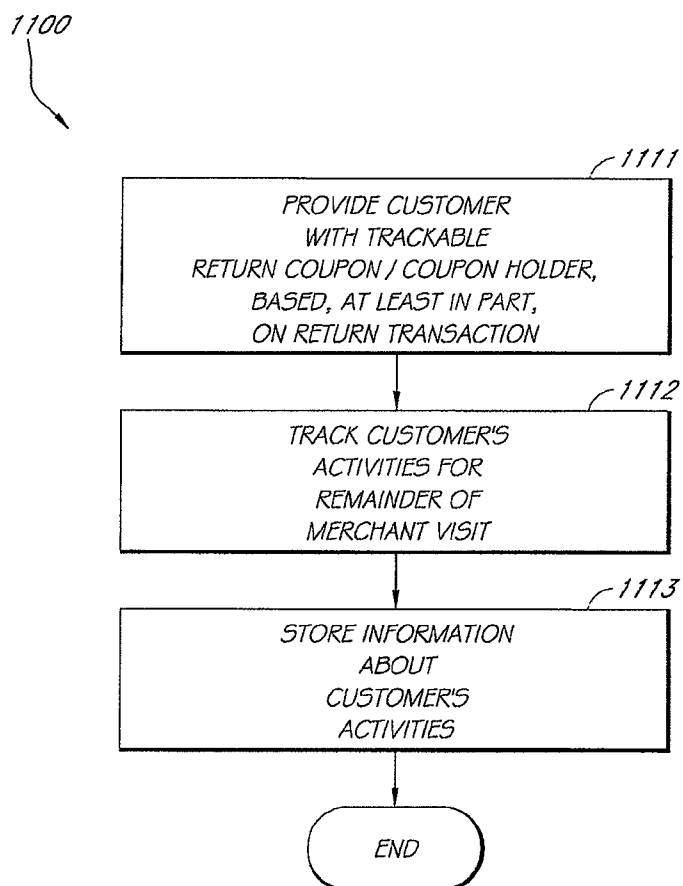 1100
1111
PROVIDE CUSTOMER
WITH TRACKABLE
RETURN COUPON / COUPON HOLDER,
BASED, AT LEAST IN PART,
ON RETURN TRANSACTION
1112
TRACK CUSTOMER'S
ACTIVITIES FOR
REMAINDER OF
MERCHANT VISIT
1113
STORE INFORMATION
ABOUT
CUSTOMER'S
ACTIVITIES
END